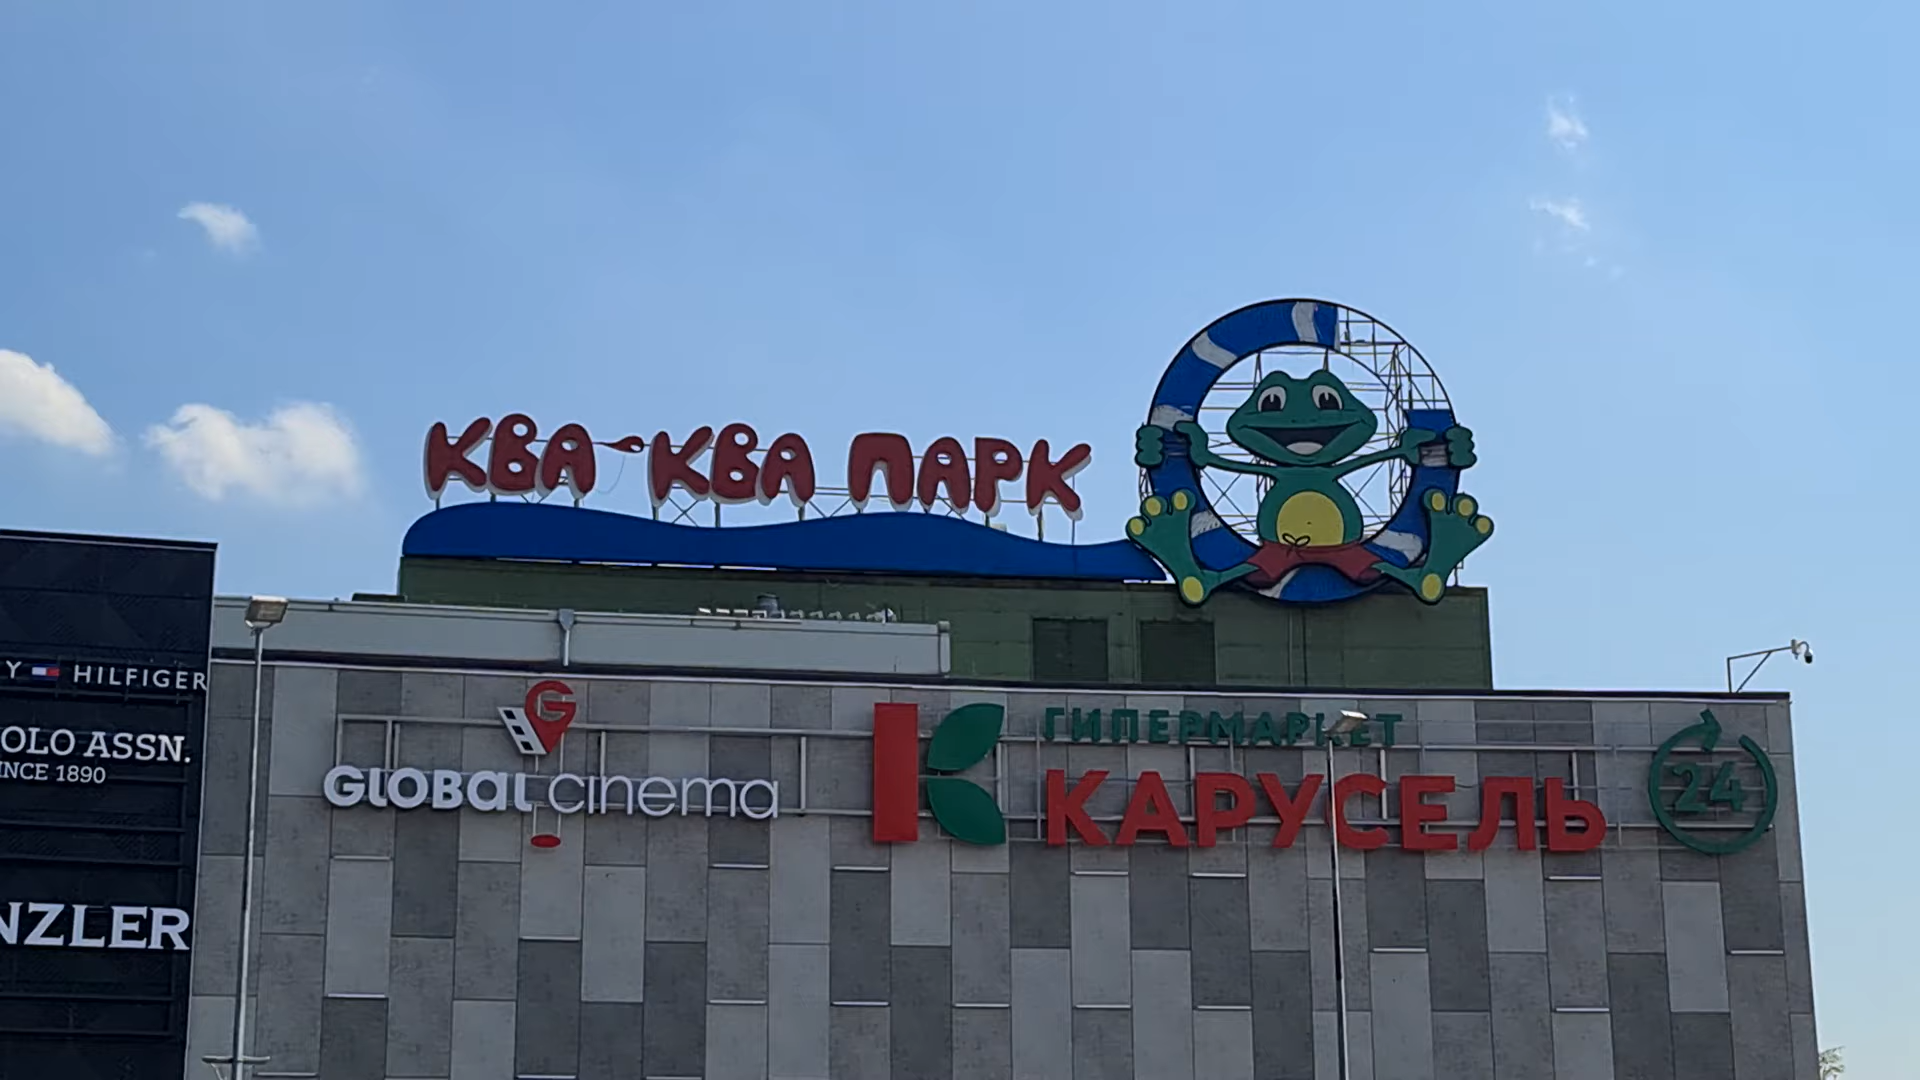 КВА-КВА ПАРК
Y HILFIGER
OLO ASSN.
INCE 1890
NZLER
G
GLOBAL cinema
ГИПЕРМАРКЕТ
КАРУСЕЛЬ
24